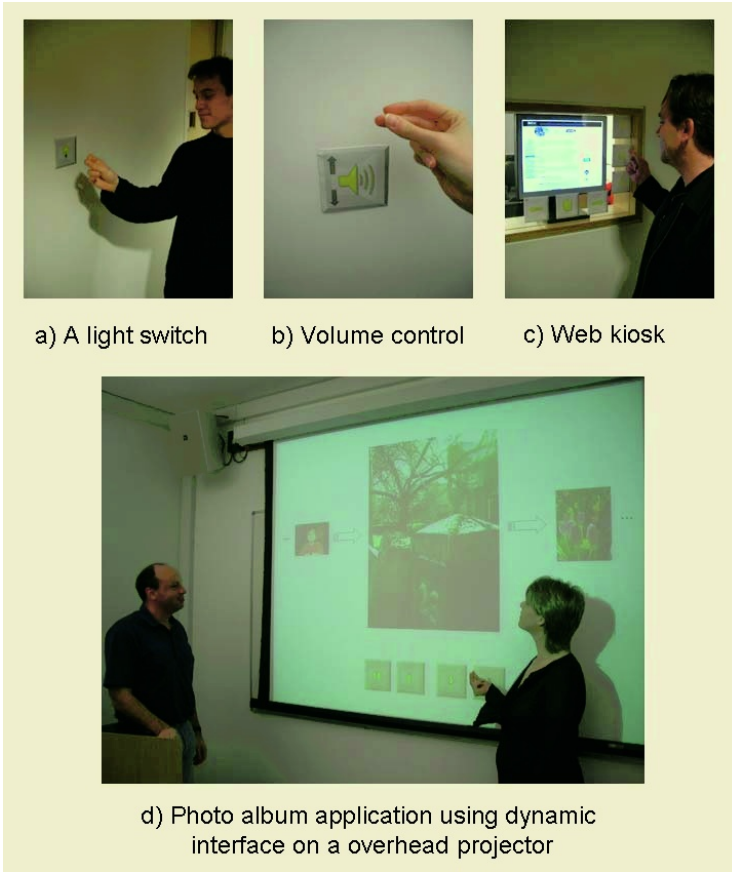 a) A light switch
b) Volume control
c) Web kiosk
d) Photo album application using dynamic
interface on a overhead projector